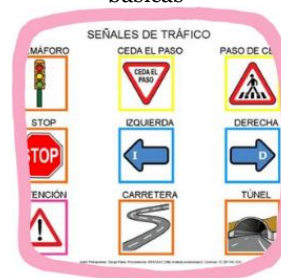 básicas
SEÑALES DE TRÁFICO
MÁFORO CEDA EL PASO PASO DE CE
CEDA EL
PASO
STOP IZQUIERDA DERECHA
STOP I D
TENCIÓN CARRETERA TÚNEL